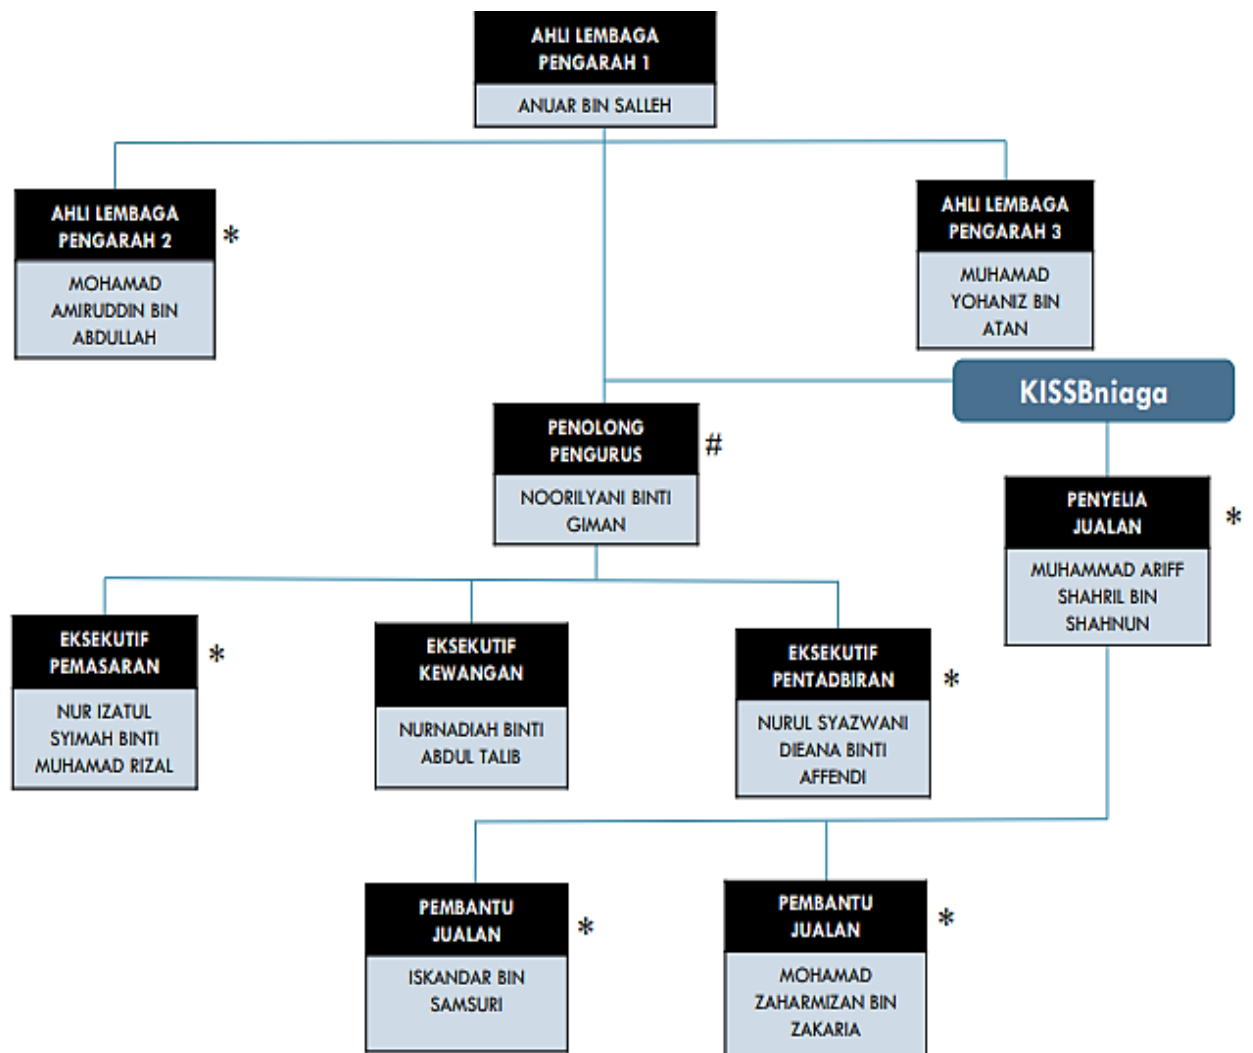 AHLI LEMBAGA
PENGARAH 1
ANUAR BIN SALLEH
AHLI LEMBAGA
PENGARAH 2
*
MOHAMAD
AMIRUDDIN BIN
ABDULLAH
AHLI LEMBAGA
PENGARAH 3
MUHAMAD
YOHANIZ BIN
ATAN
KISSBniaga
PENOLONG
PENGURUS
#
NOORILYANI BINTI
GIMAN
PENYELIA
JUALAN
*
MUHAMMAD ARIFF
SHAHRIL BIN
SHAHNUN
EKSEKUTIF
PEMASARAN
*
NUR IZATUL
SYIMAH BINTI
MUHAMAD RIZAL
EKSEKUTIF
KEWANGAN
NURNADIAH BINTI
ABDUL TALIB
EKSEKUTIF
PENTADBIRAN
*
NURUL SYAZWANI
DIEANA BINTI
AFFENDI
PEMBANTU
JUALAN
*
ISKANDAR BIN
SAMSURI
PEMBANTU
JUALAN
*
MOHAMAD
ZAHARMIZAN BIN
ZAKARIA